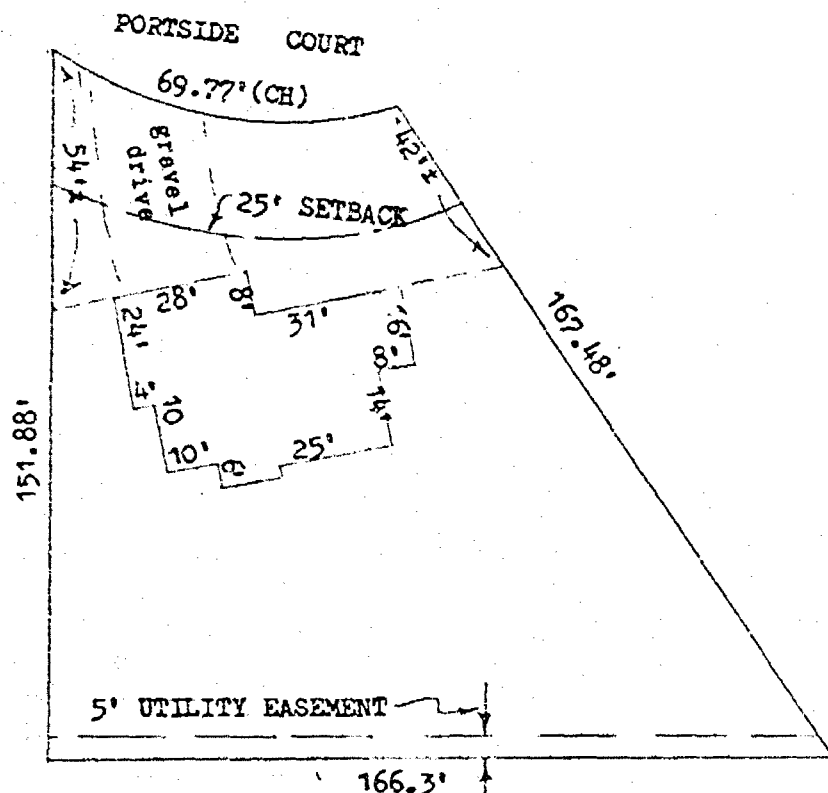 PORTSIDE COURT
69.77'(CH)
54'±
gravel
drive
42'±
25' SETBACK
28'
8'
31'
24'
16'
8'
167.48'
4'
10
14'
151.88'
10'
6'
25'
5' UTILITY EASEMENT
166.3'